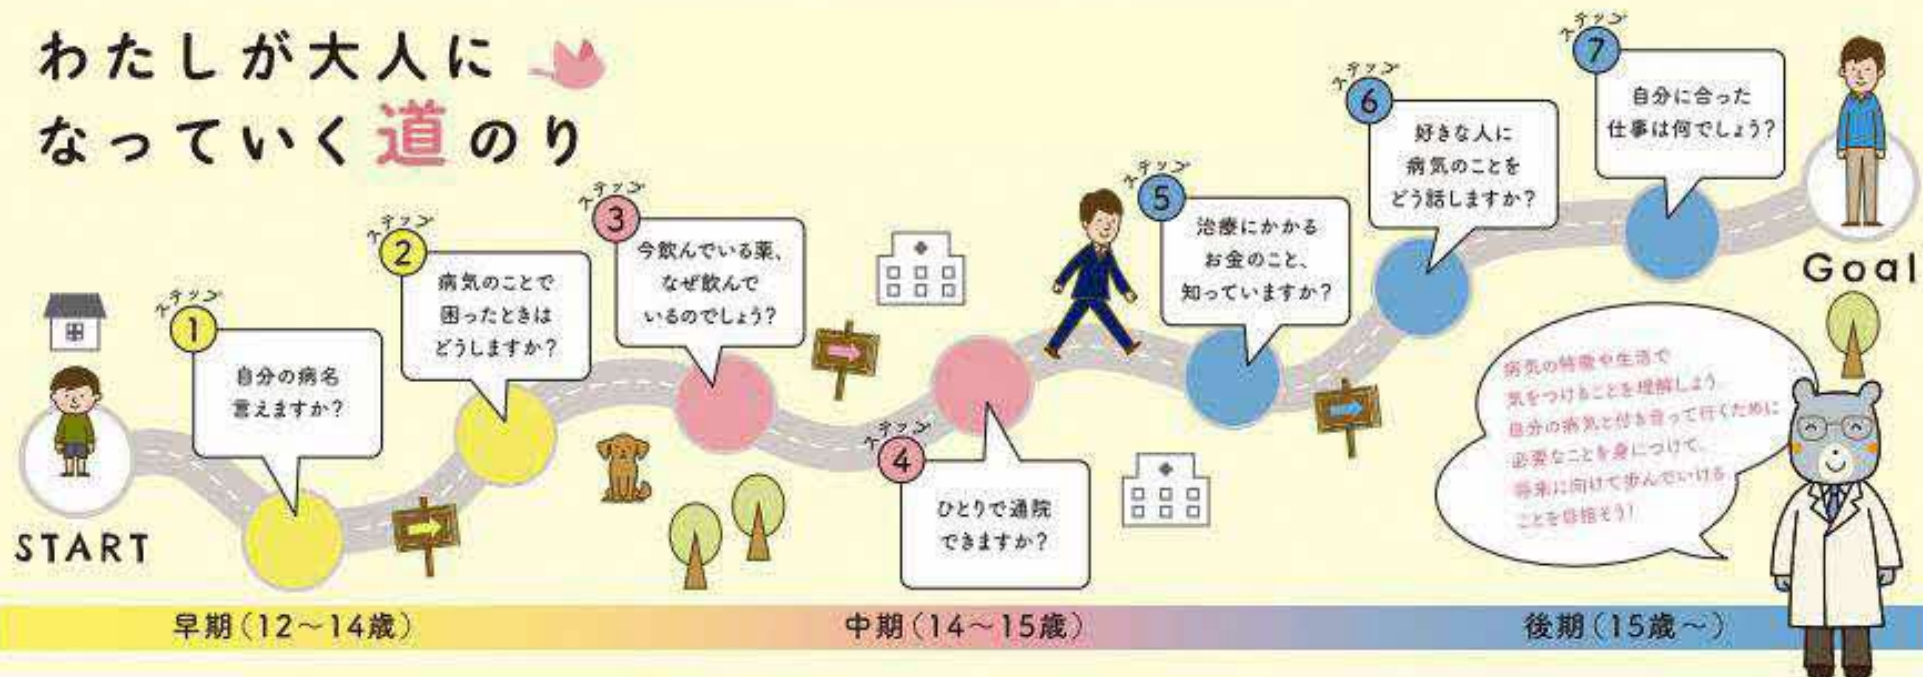 わたしが大人に
なっていく道のり
START
ステップ
1
自分の病名
言えますか?
ステップ
2
病気のことで
困ったときは
どうしますか?
ステップ
3
今飲んでいる薬、
なぜ飲んで
いるのでしょう?
ステップ
4
ひとりで通院
できますか?
ステップ
5
治療にかかる
お金のこと、
知っていますか?
ステップ
6
好きな人に
病気のことを
どう話しますか?
ステップ
7
自分に合った
仕事は何でしょう?
Goal
病気の特徴や生活で
気をつけることを理解しよう
自分の病気と付き合って行くために
必要なことを身につけて、
将来に向けて歩んでいける
ことを目指そう!
早期(12〜14歳)
中期(14〜15歳)
後期(15歳〜)